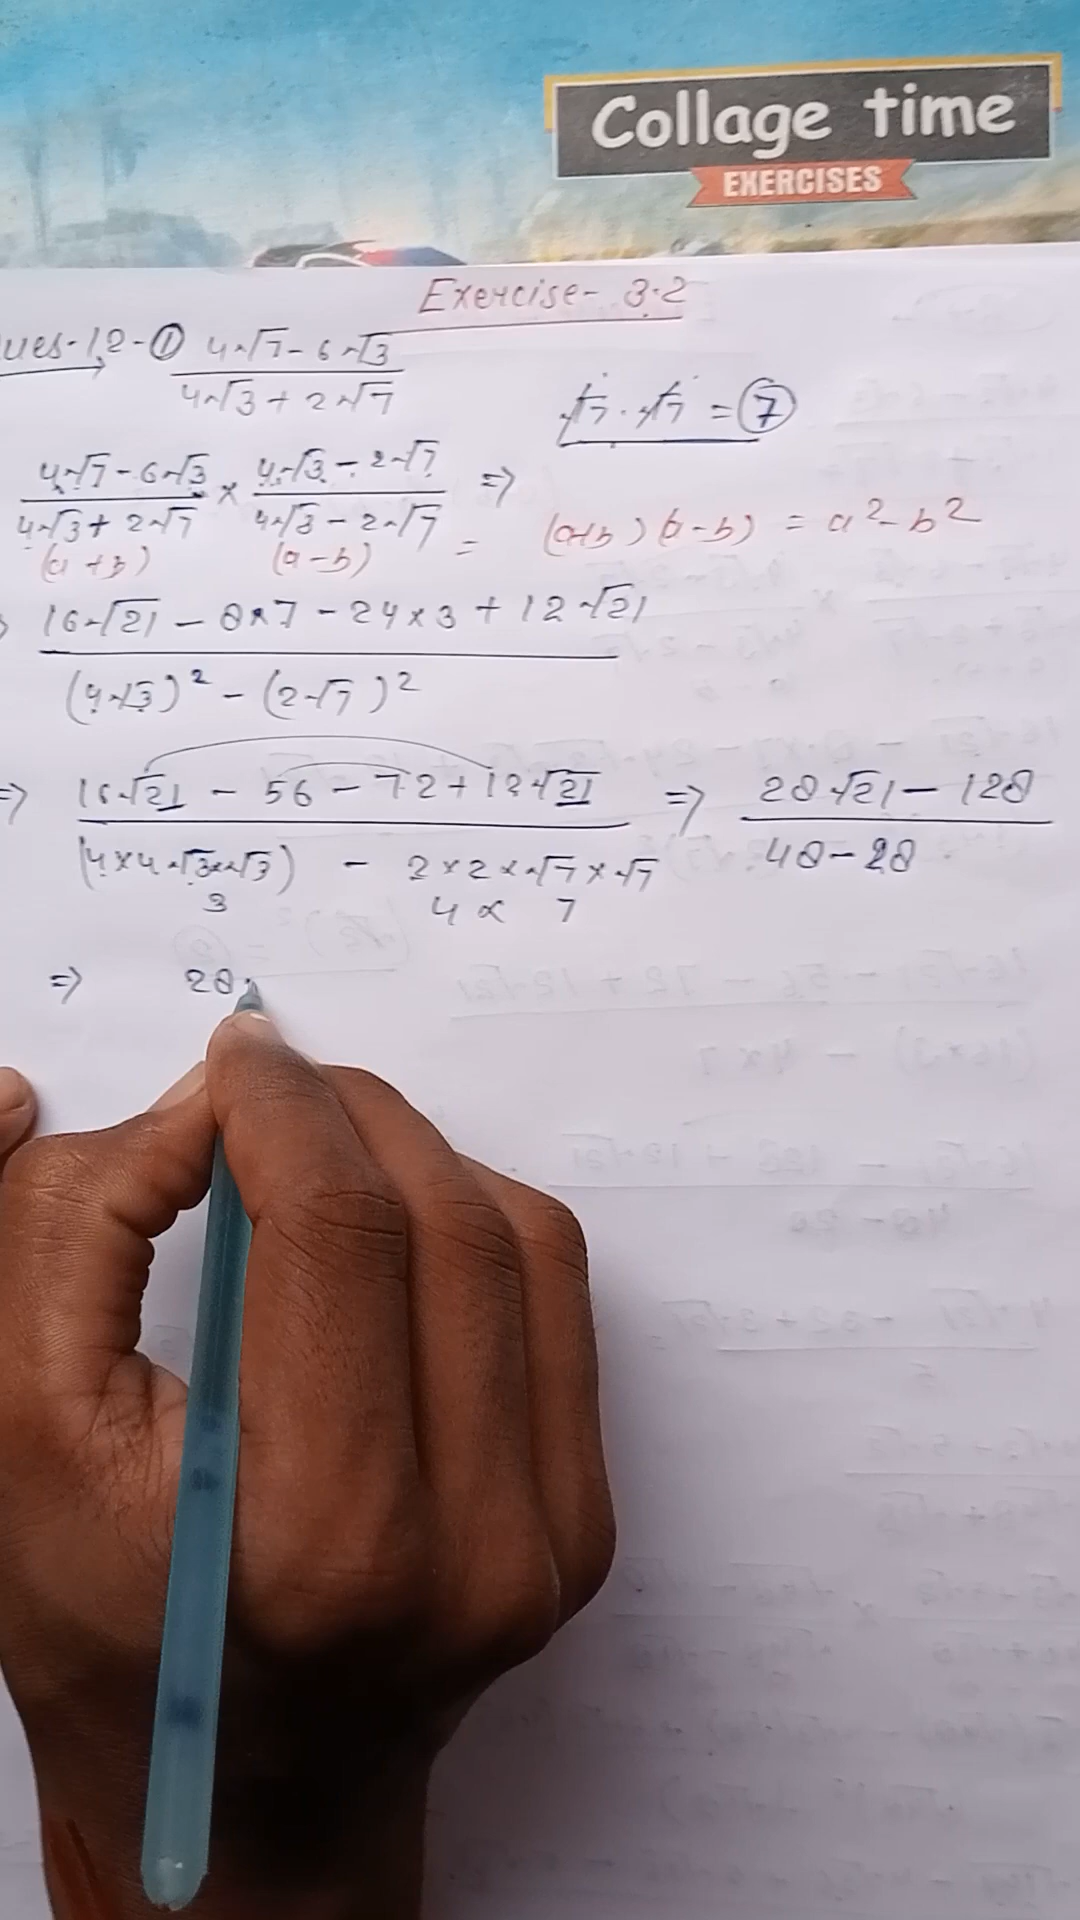 Collage time
EXERCISES
Exercise- 3.2
ues-12-① 4√7-6√3 / 4√3+2√7
√7·√7 = ⑦
4√7-6√3 / 4√3+2√7 × 4√3-2√7 / 4√3-2√7 =>
(a+b) (a-b) = (a+b)(a-b) = a²-b²
16√21 - 8×7 - 24×3 + 12√21
(4√3)² - (2√7)²
=> 16√21 - 56 - 72 + 12√21 => 28√21 - 128
(4×4√3×√3) - 2×2×√7×√7 48-28
3 4× 7
=> 28